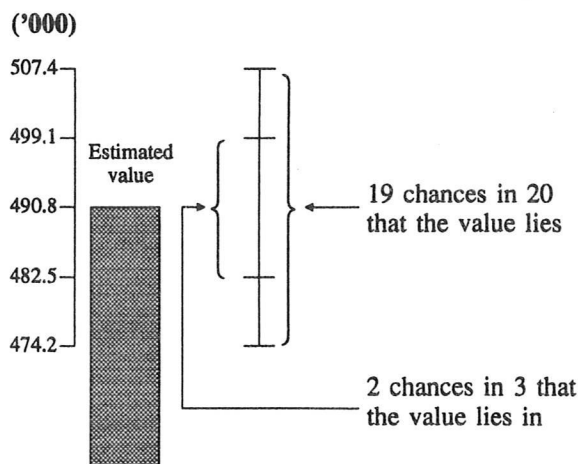 ('000)
507.4
499.1
Estimated
value
490.8
482.5
474.2
19 chances in 20
that the value lies
2 chances in 3 that
the value lies in